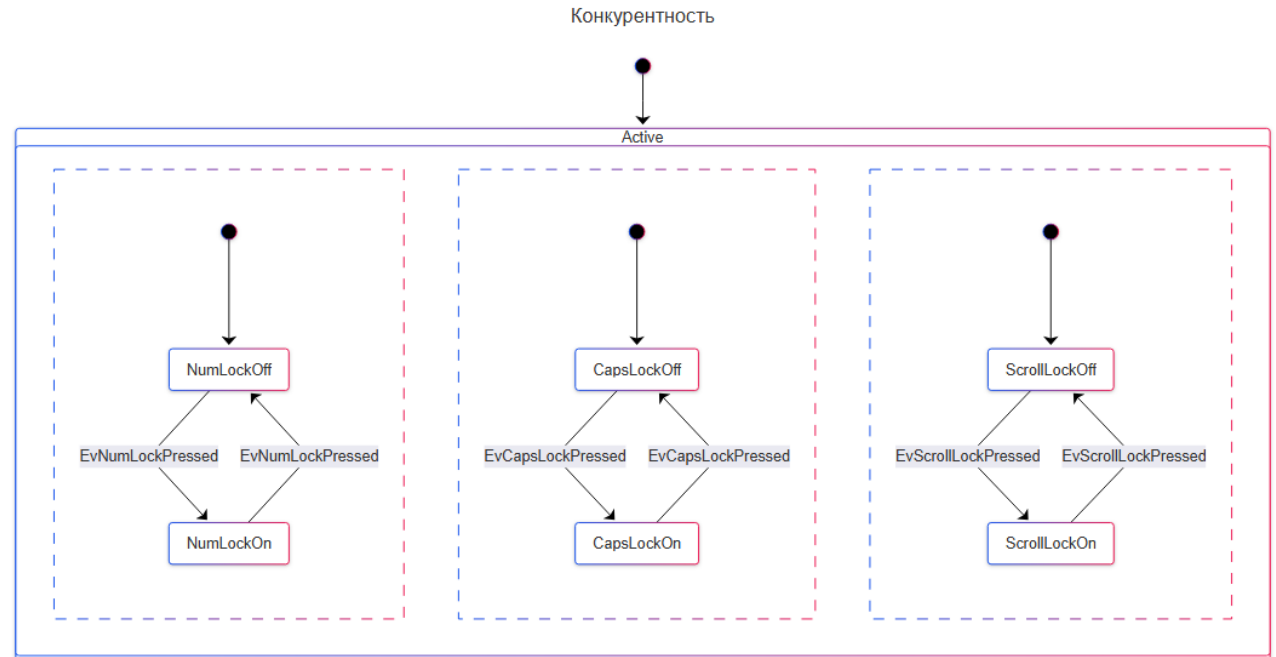 Конкурентность
Active
NumLockOff
CapsLockOff
ScrollLockOff
EvNumLockPressed EvNumLockPressed
EvCapsLockPressed EvCapsLockPressed
EvScrollLockPressed EvScrollLockPressed
NumLockOn
CapsLockOn
ScrollLockOn